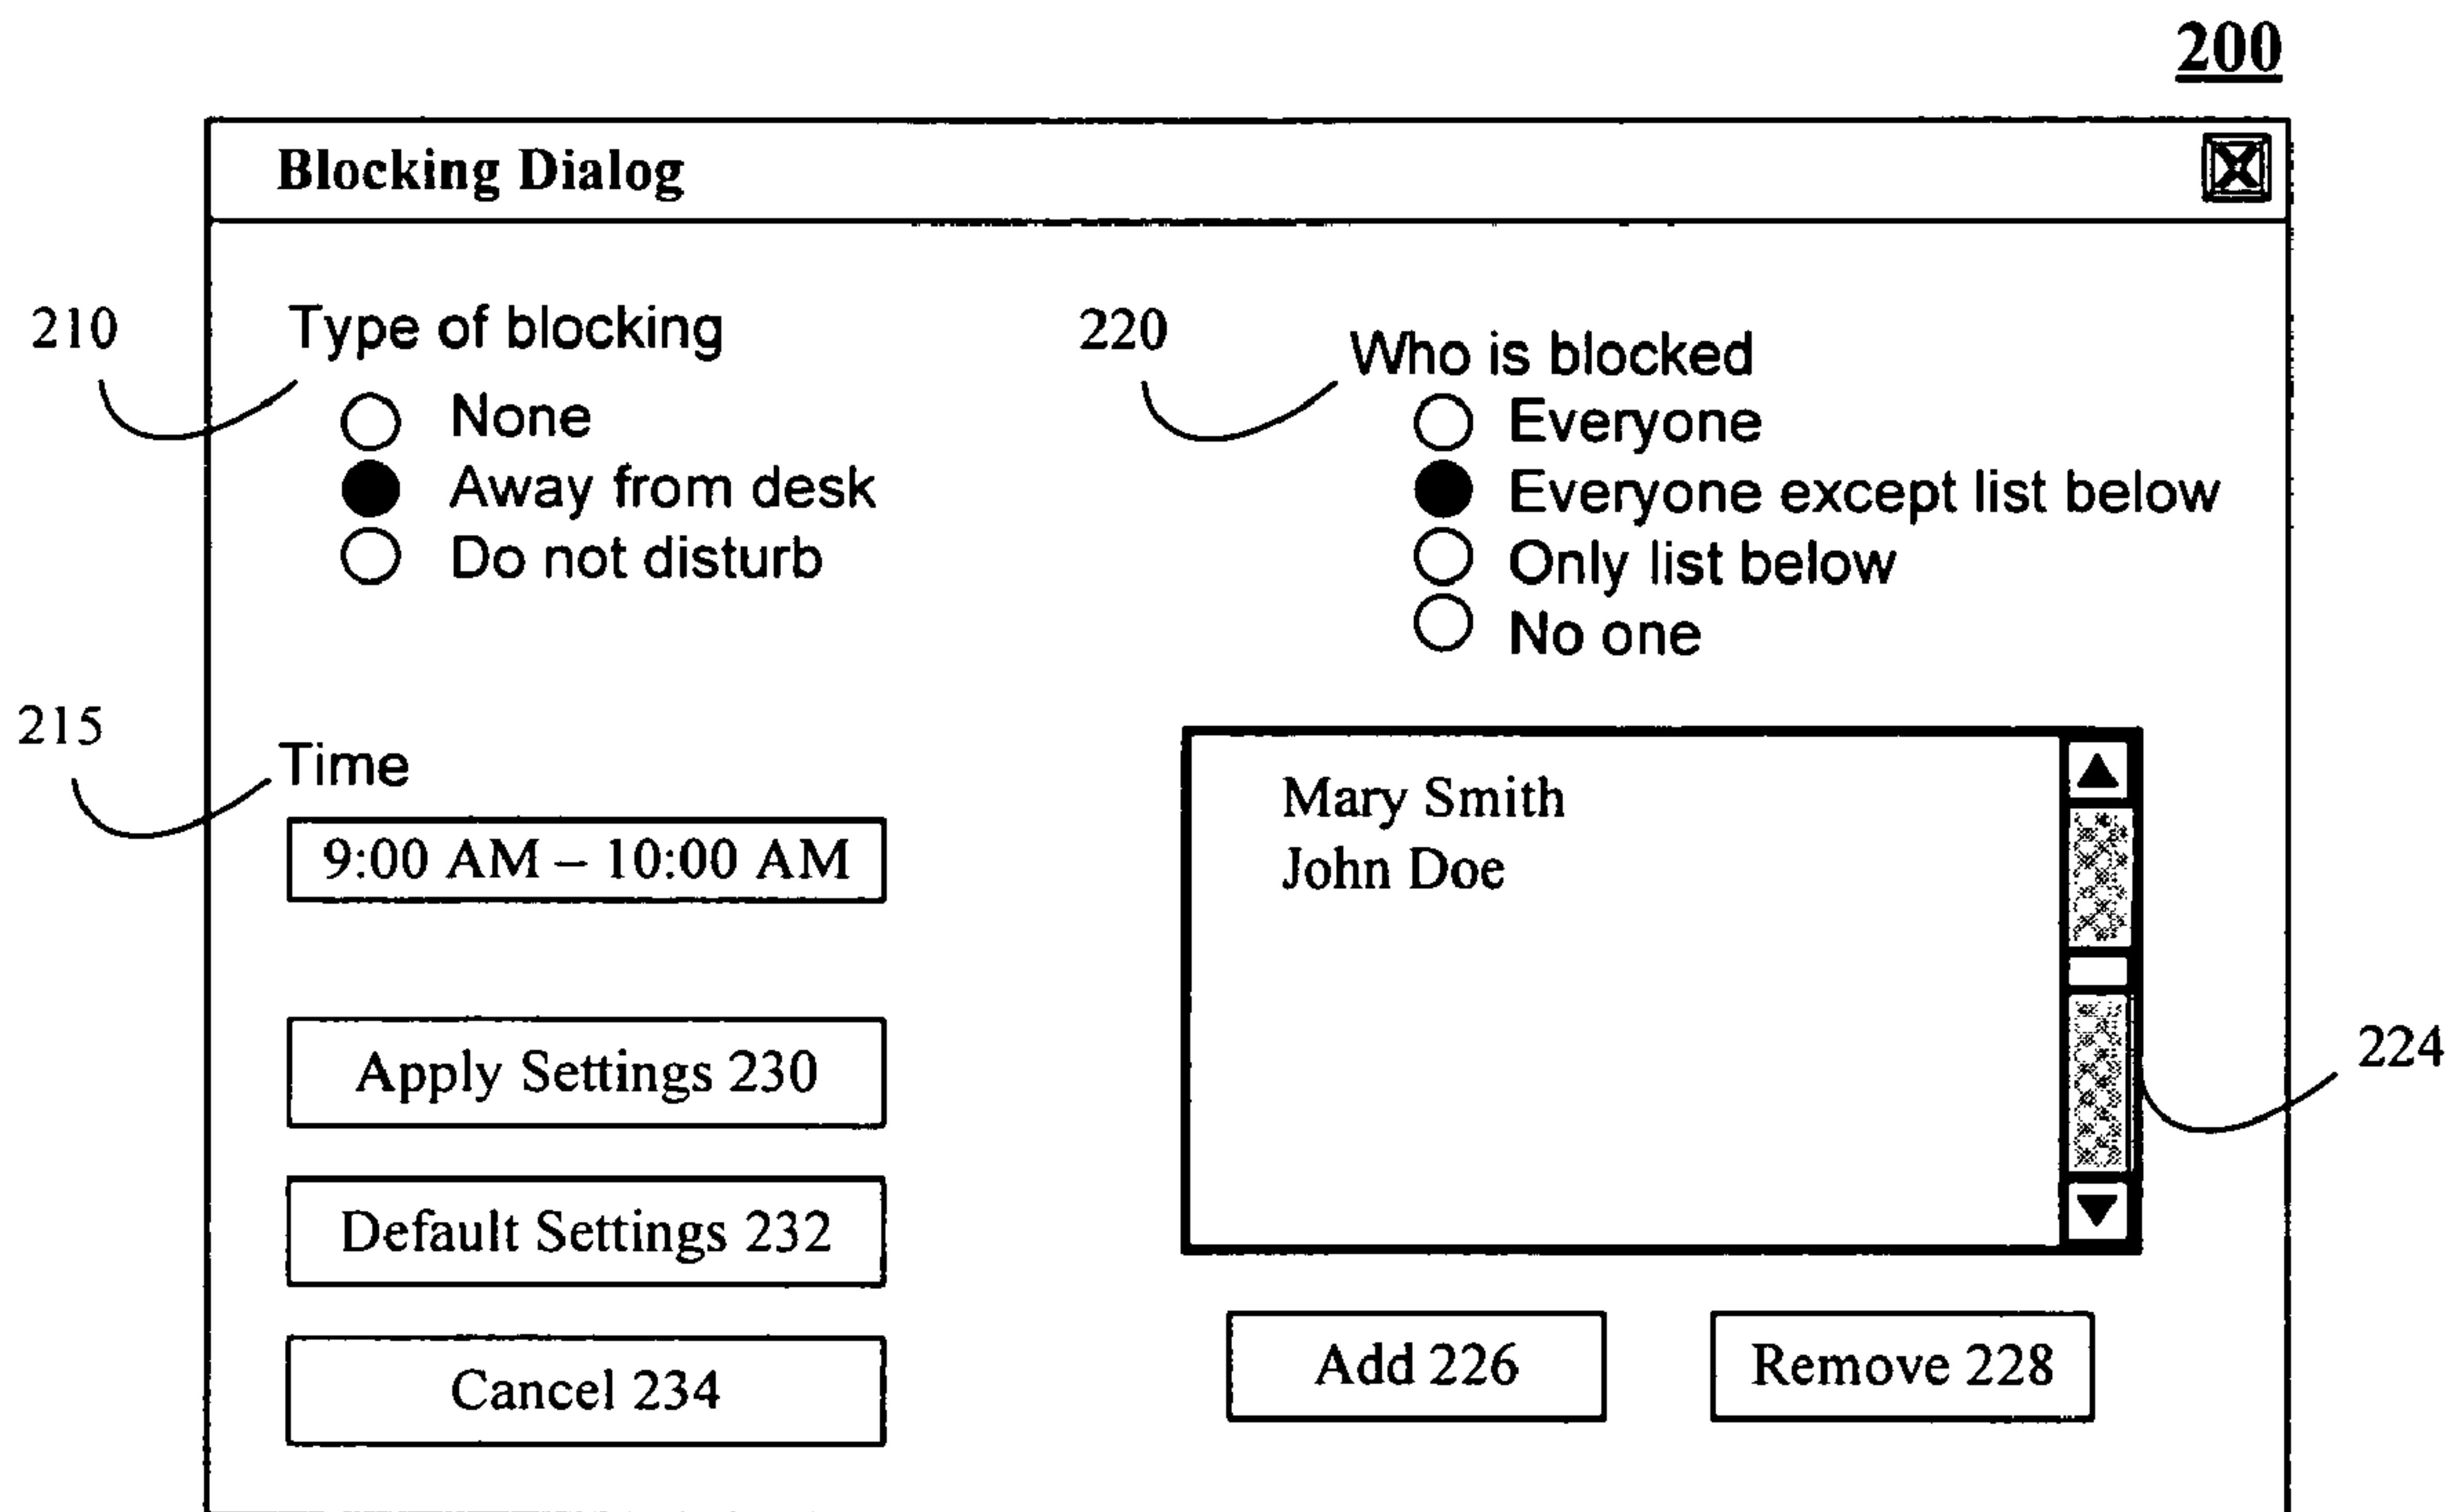 200
Blocking Dialog
210
Type of blocking
None
Away from desk
Do not disturb
220
Who is blocked
Everyone
Everyone except list below
Only list below
No one
215
Time
9:00 AM – 10:00 AM
Mary Smith
John Doe
224
Apply Settings 230
Default Settings 232
Cancel 234
Add 226
Remove 228